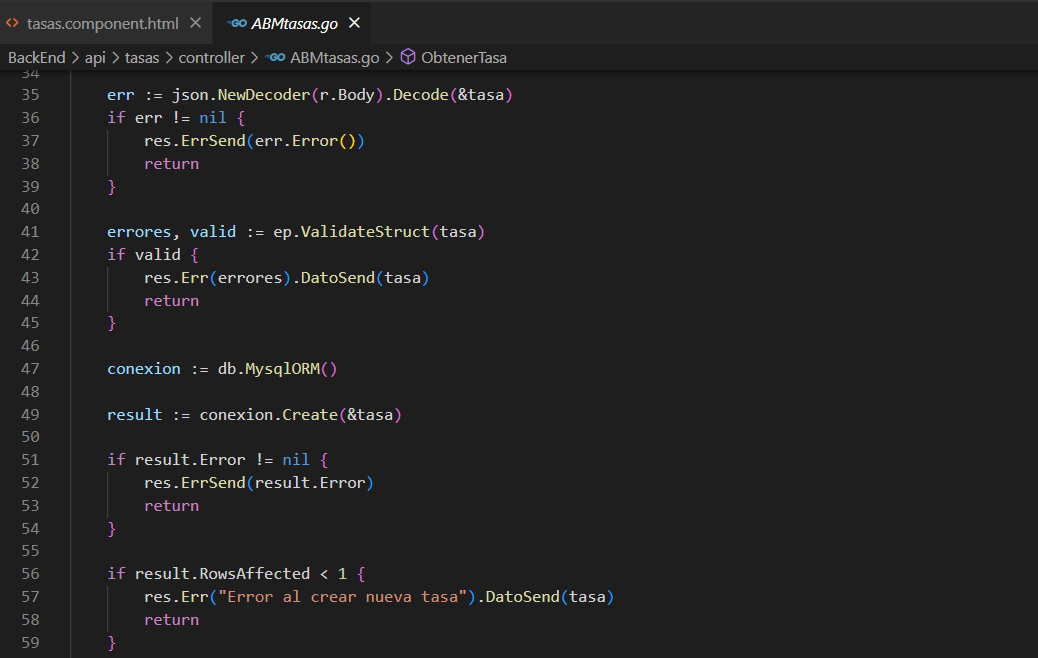 tasas.component.html
ABMtasas.go
BackEnd > api > tasas > controller > ABMtasas.go > ObtenerTasa
34
35 err := json.NewDecoder(r.Body).Decode(&tasa)
36 if err != nil {
37 res.ErrSend(err.Error())
38 return
39 }
40
41 errores, valid := ep.ValidateStruct(tasa)
42 if valid {
43 res.Err(errores).DatoSend(tasa)
44 return
45 }
46
47 conexion := db.MysqlORM()
48
49 result := conexion.Create(&tasa)
50
51 if result.Error != nil {
52 res.ErrSend(result.Error)
53 return
54 }
55
56 if result.RowsAffected < 1 {
57 res.Err("Error al crear nueva tasa").DatoSend(tasa)
58 return
59 }